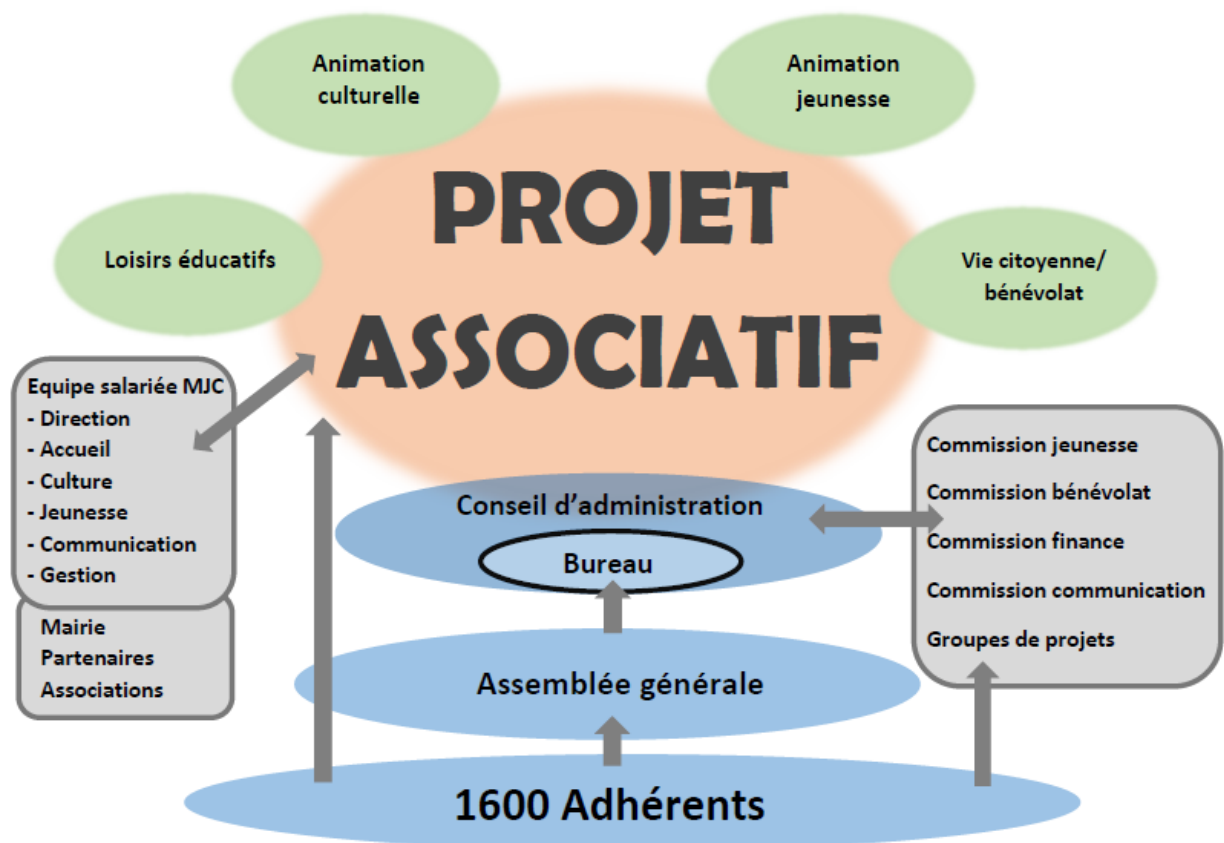 Animation
culturelle
Animation
jeunesse
PROJET
ASSOCIATIF
Loisirs éducatifs
Vie citoyenne/
bénévolat
Equipe salariée MJC
- Direction
- Accueil
- Culture
- Jeunesse
- Communication
- Gestion
Mairie
Partenaires
Associations
Conseil d’administration
Bureau
Commission jeunesse
Commission bénévolat
Commission finance
Commission communication
Groupes de projets
Assemblée générale
1600 Adhérents